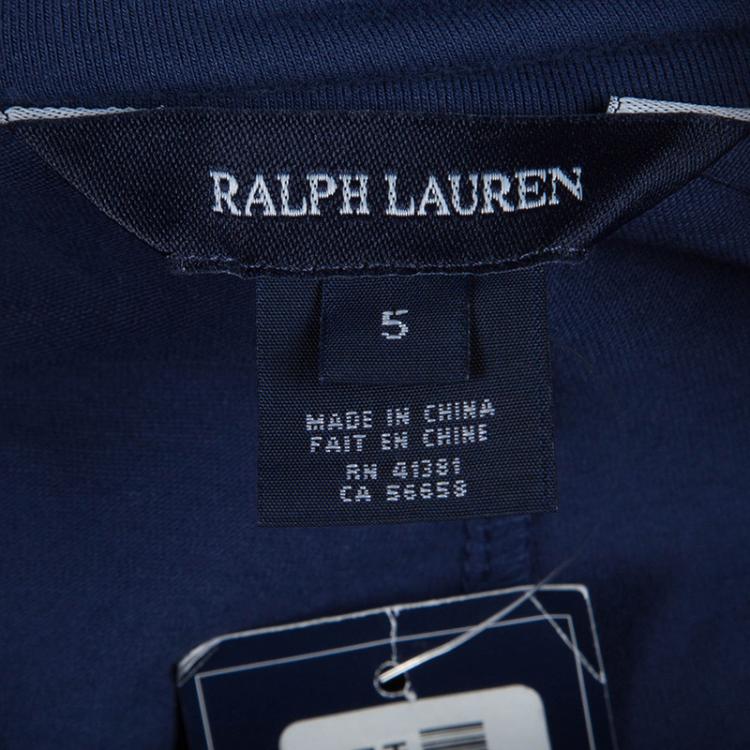 RALPH LAUREN
5
MADE IN CHINA
FAIT EN CHINE
RN 41381
CA 56658